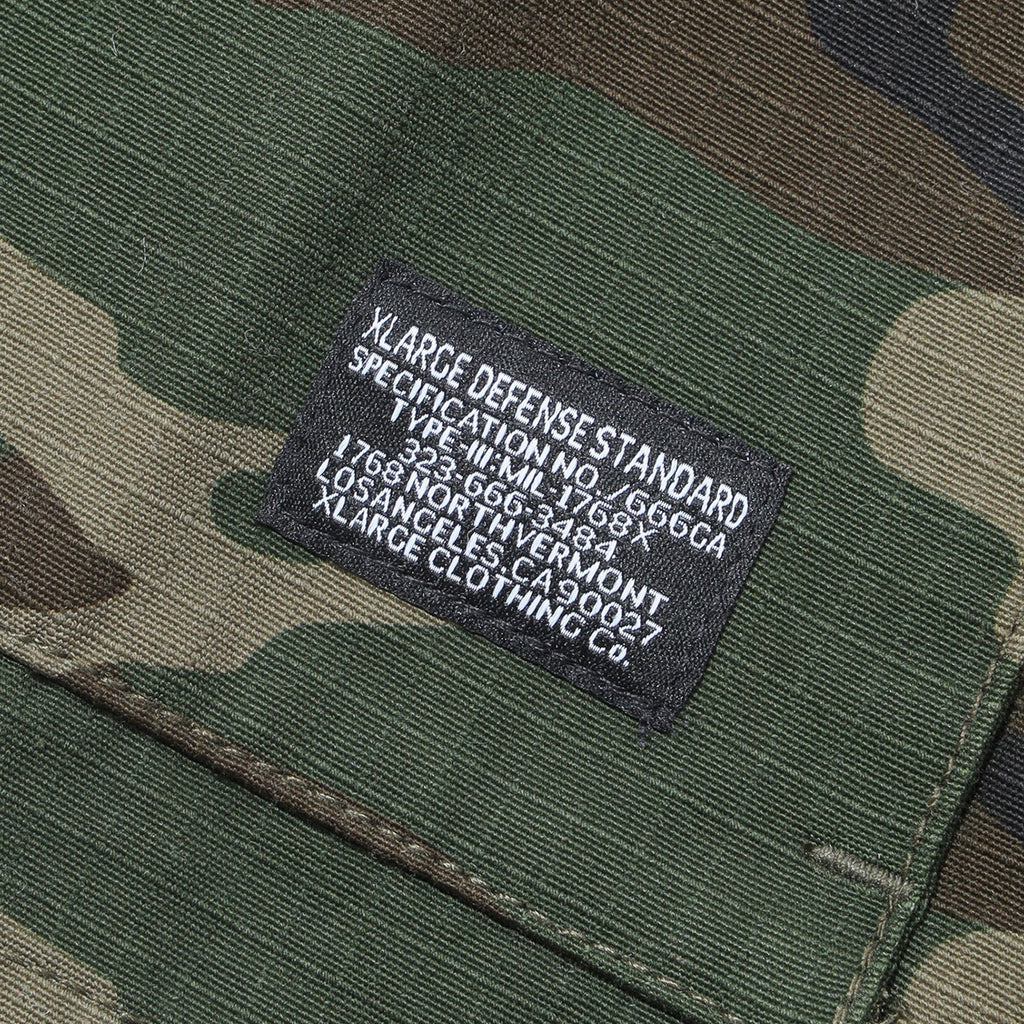 XLARGE DEFENSE STANDARD
SPECIFICATION NO./666GA
TYPE-III:MIL-1768X
323-666-3484
1768 NORTH VERMONT
LOS ANGELES.CA 90027
XLARGE CLOTHING Co.